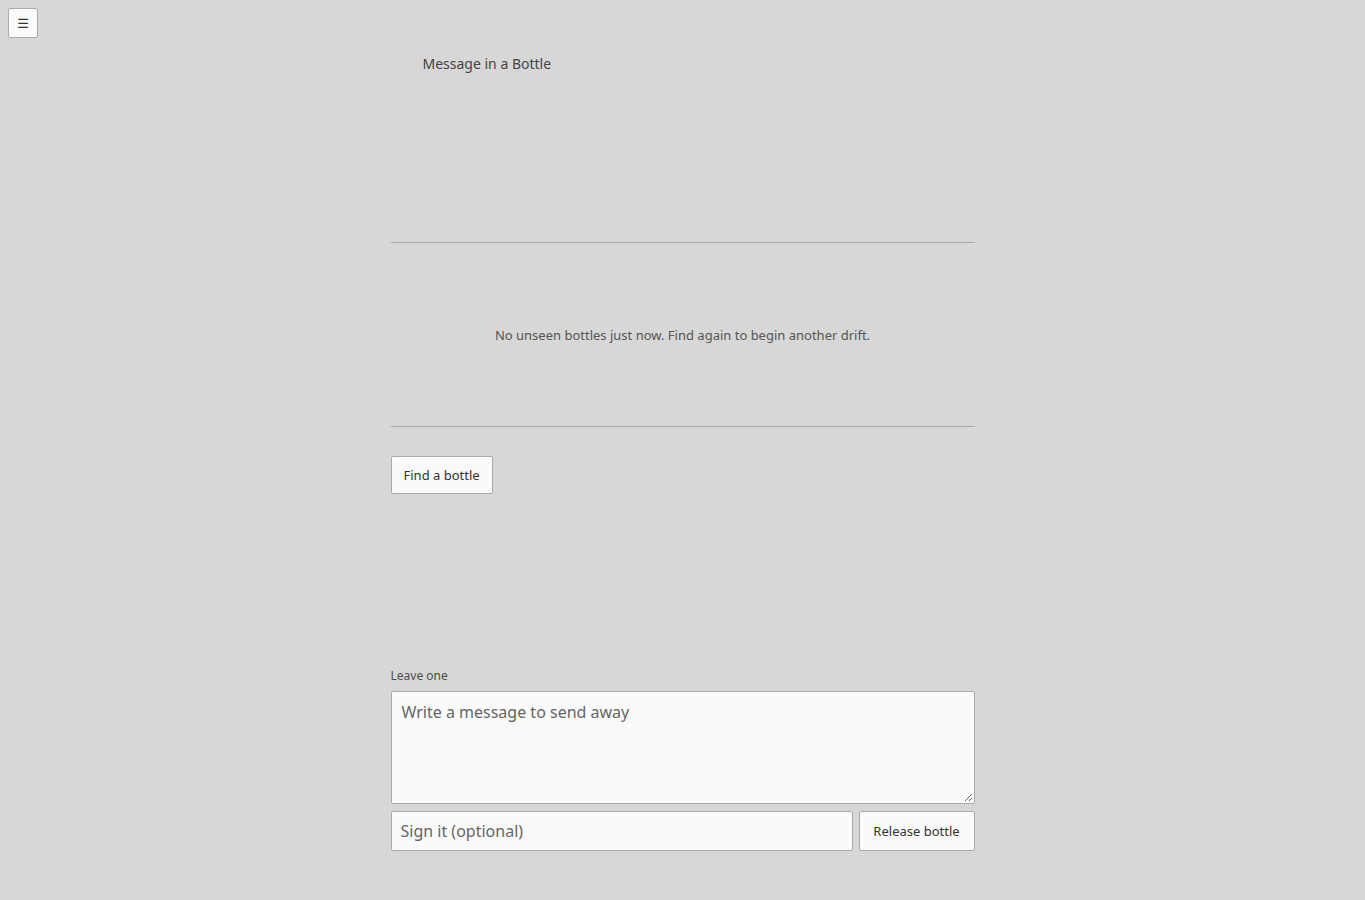 ☰
Message in a Bottle
No unseen bottles just now. Find again to begin another drift.
Find a bottle
Leave one
Write a message to send away
Sign it (optional)
Release bottle